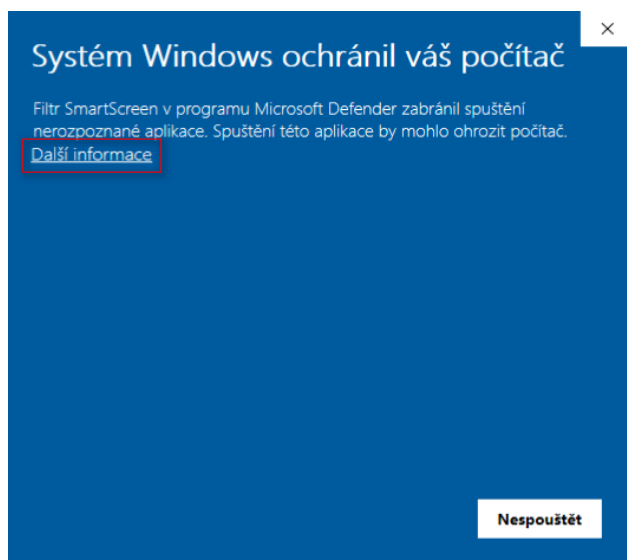 Systém Windows ochránil váš počítač
Filtr SmartScreen v programu Microsoft Defender zabránil spuštění
nerozpoznané aplikace. Spuštění této aplikace by mohlo ohrozit počítač.
Další informace
Nespouštět